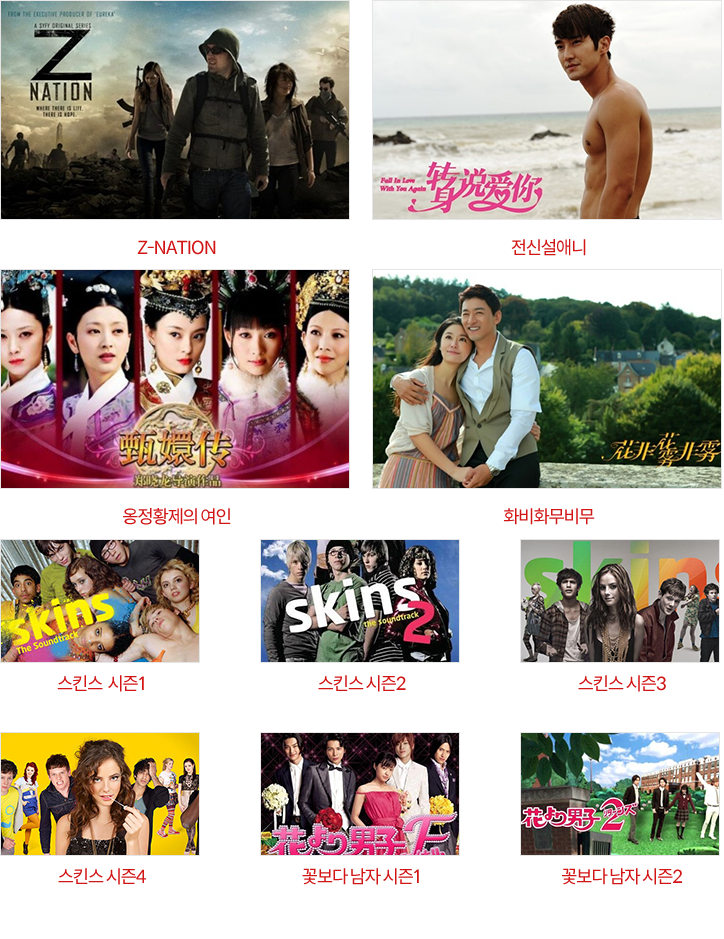 FROM THE EXECUTIVE PRODUCER OF 'EUREKA'
A SYFY ORIGINAL SERIES
Z
NATION
WHERE THERE IS LIFE,
THERE IS HOPE.
Fall In Love
With You Again
转身说爱你
Z-NATION
전신설애니
甄嬛传
郑晓龙导演作品
花非花雾非雾
옹정황제의 여인
화비화무비무
skins
The Soundtrack
skins
the soundtrack
2
skins
스킨스 시즌1
스킨스 시즌2
스킨스 시즌3
花より男子F
花より男子2
스킨스 시즌4
꽃보다 남자 시즌1
꽃보다 남자 시즌2